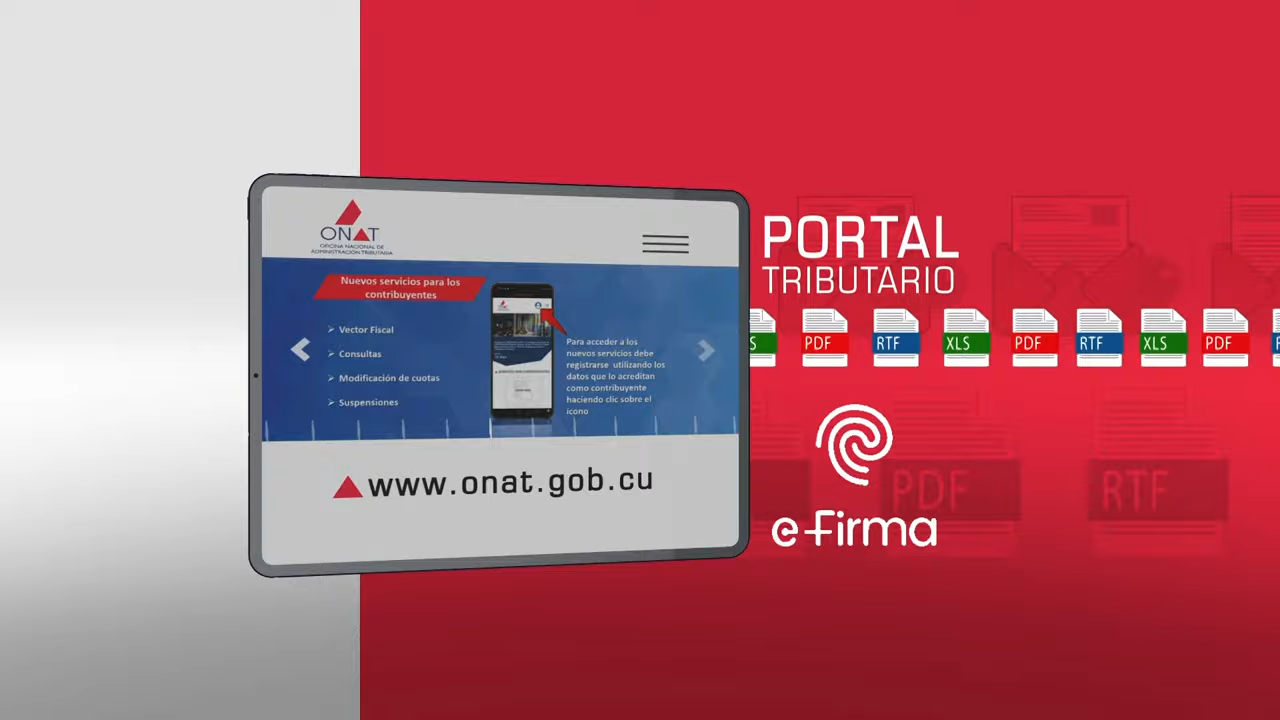 ONAT
OFICINA NACIONAL DE
ADMINISTRACIÓN TRIBUTARIA
Nuevos servicios para los
contribuyentes
Vector Fiscal
Consultas
Modificación de cuotas
Suspensiones
Para acceder a los
nuevos servicios debe
registrarse utilizando los
datos que lo acreditan
como contribuyente
haciendo clic sobre el
ícono
www.onat.gob.cu
PORTAL
TRIBUTARIO
S PDF RTF XLS PDF RTF XLS PDF
e-Firma
PDF RTF